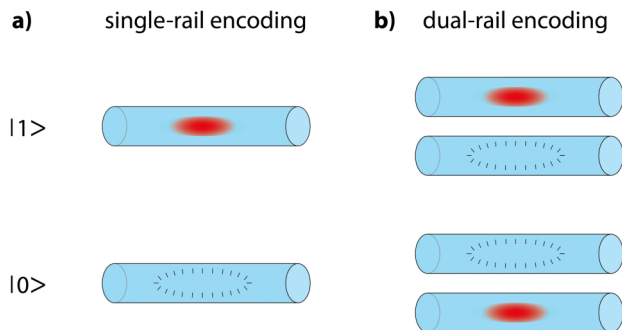 a) single-rail encoding
b) dual-rail encoding
|1>
|0>